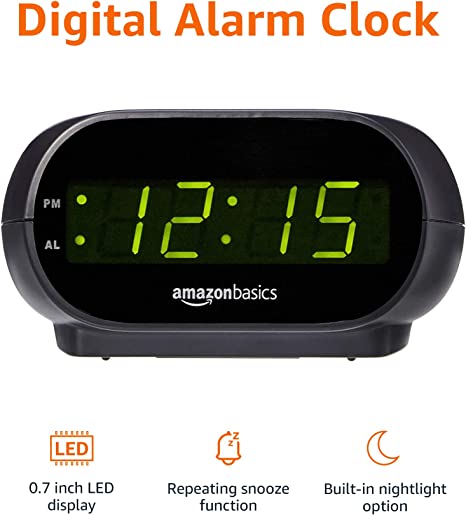 Digital Alarm Clock
PM
12:15
AL
amazonbasics
LED
zzz
0.7 inch LED
display
Repeating snooze
function
Built-in nightlight
option